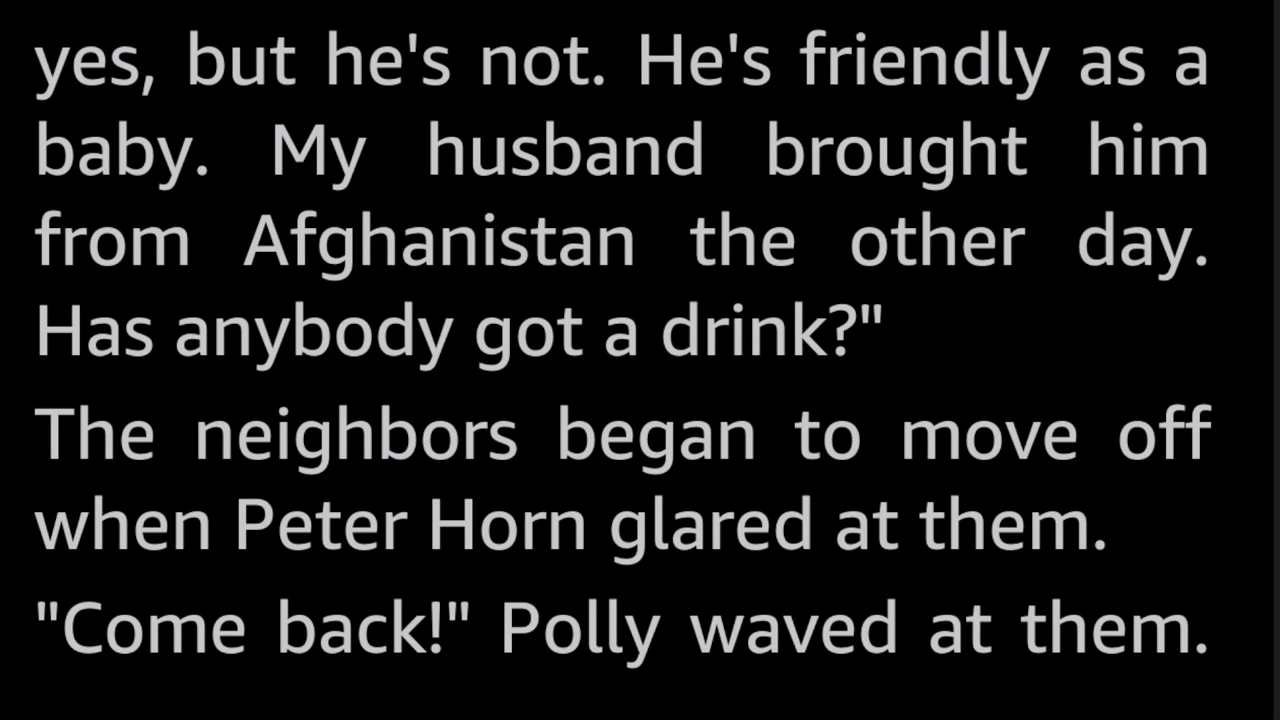 yes, but he's not. He's friendly as a
baby. My husband brought him
from Afghanistan the other day.
Has anybody got a drink?"
The neighbors began to move off
when Peter Horn glared at them.
"Come back!" Polly waved at them.